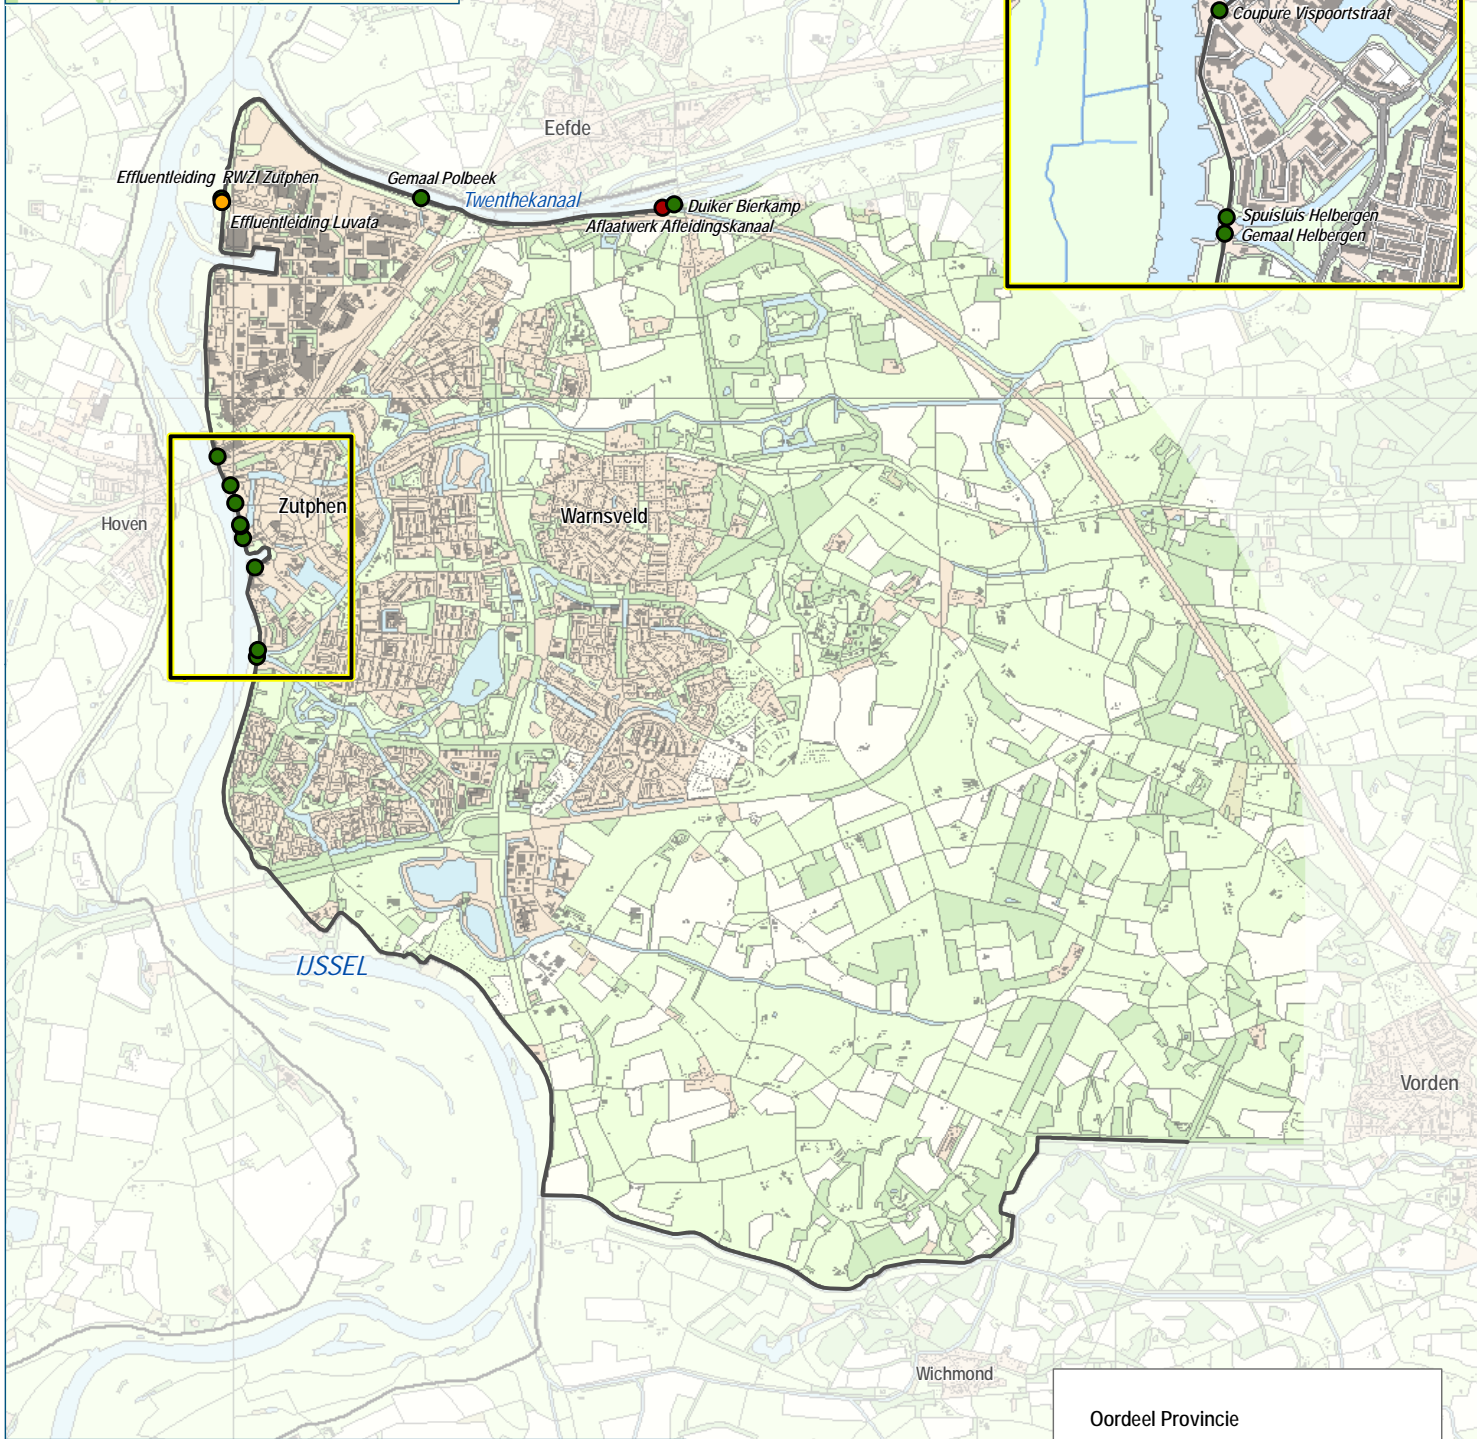 Coupure Vispoortstraat
Eefde
Effluentleiding RWZI Zutphen
Gemaal Polbeek
Twenthekanaal
Duiker Bierkamp
Effluentleiding Luvata
Aflaatwerk Afleidingskanaal
Spuisluis Helbergen
Gemaal Helbergen
Zutphen
Hoven
Warnsveld
IJSSEL
Vorden
Wichmond
Oordeel Provincie